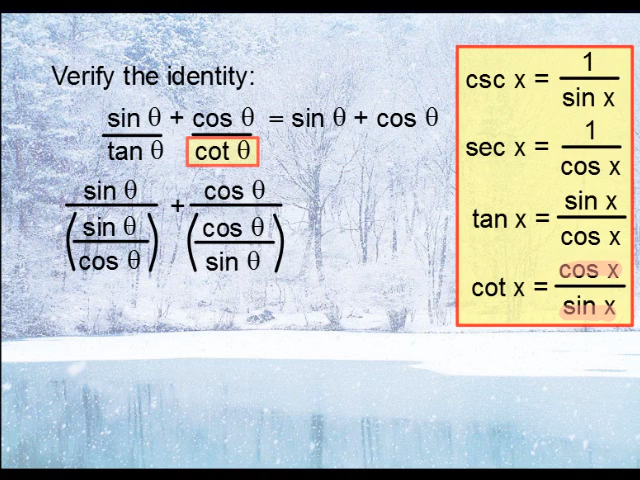 Verify the identity:
sin θ + cos θ = sin θ + cos θ
tan θ cot θ
sin θ + cos θ
(sin θ) (cos θ)
cos θ sin θ
csc x = 1
sin x
sec x = 1
cos x
tan x = sin x
cos x
cot x = cos x
sin x